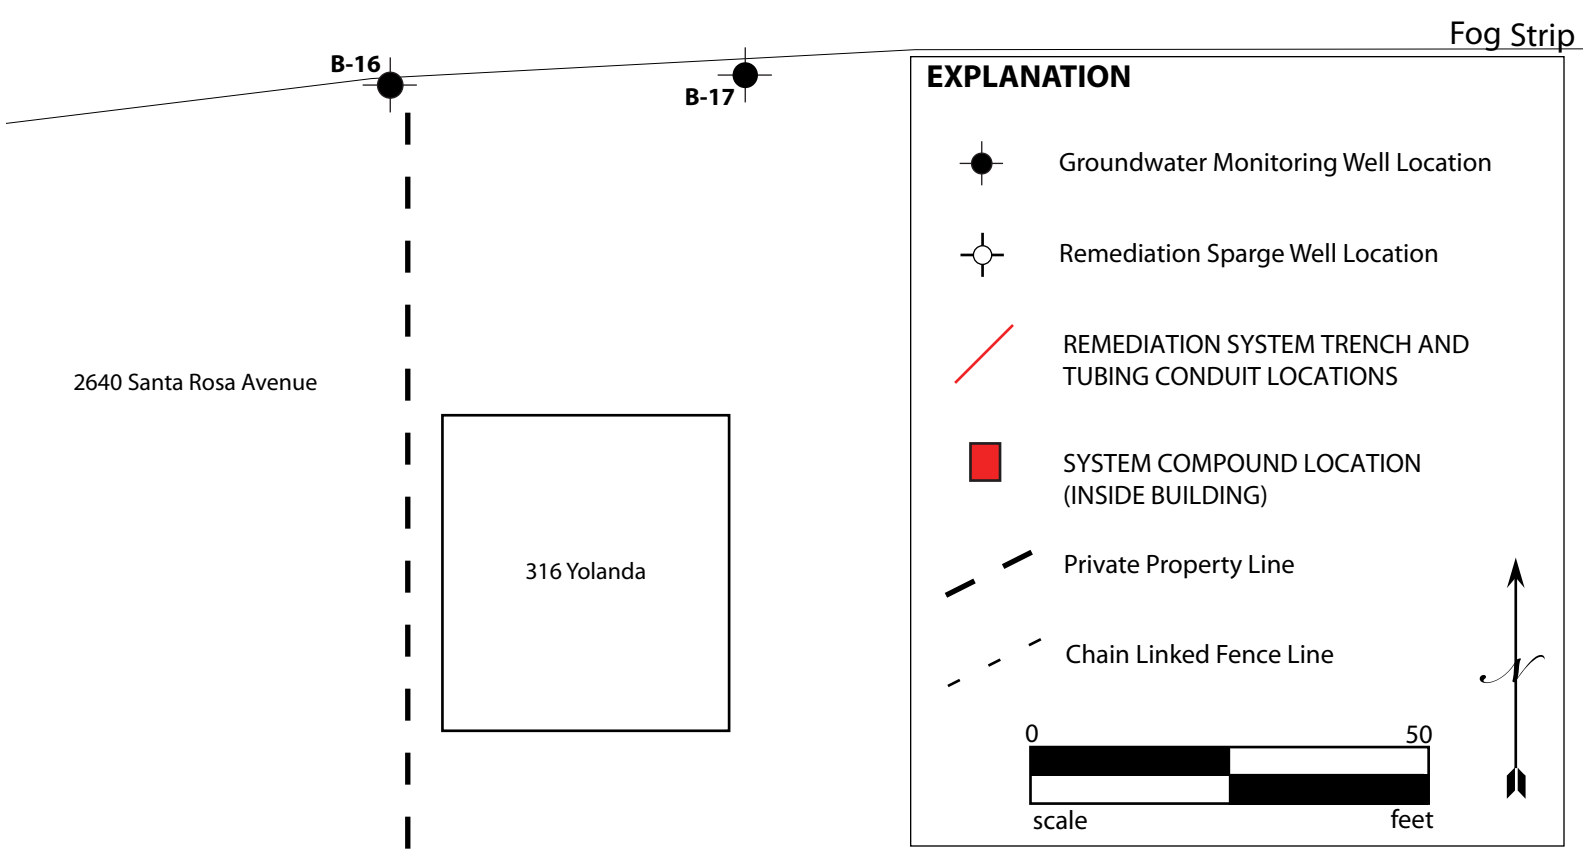 Fog Strip
B-16
B-17
2640 Santa Rosa Avenue
316 Yolanda
EXPLANATION
Groundwater Monitoring Well Location
Remediation Sparge Well Location
REMEDIATION SYSTEM TRENCH AND
TUBING CONDUIT LOCATIONS
SYSTEM COMPOUND LOCATION
(INSIDE BUILDING)
Private Property Line
Chain Linked Fence Line
N
0 50
scale feet